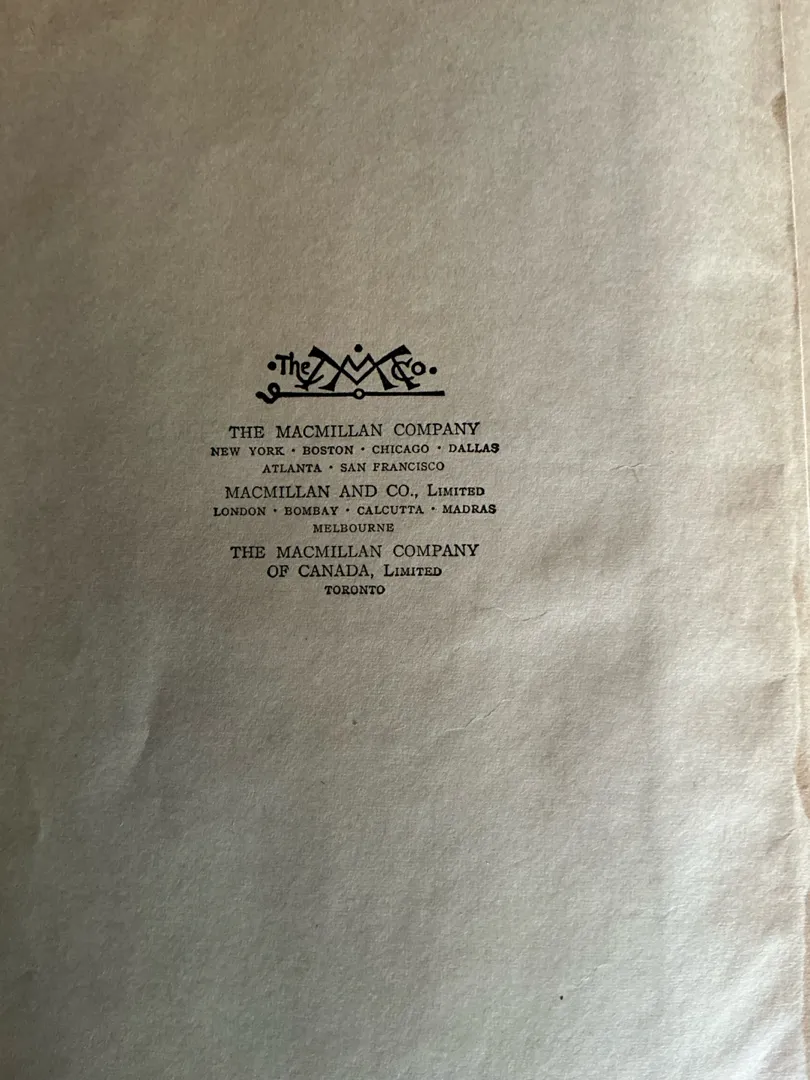 •The MM Co.•
THE MACMILLAN COMPANY
NEW YORK · BOSTON · CHICAGO · DALLAS
ATLANTA · SAN FRANCISCO
MACMILLAN AND CO., LIMITED
LONDON · BOMBAY · CALCUTTA · MADRAS
MELBOURNE
THE MACMILLAN COMPANY
OF CANADA, LIMITED
TORONTO